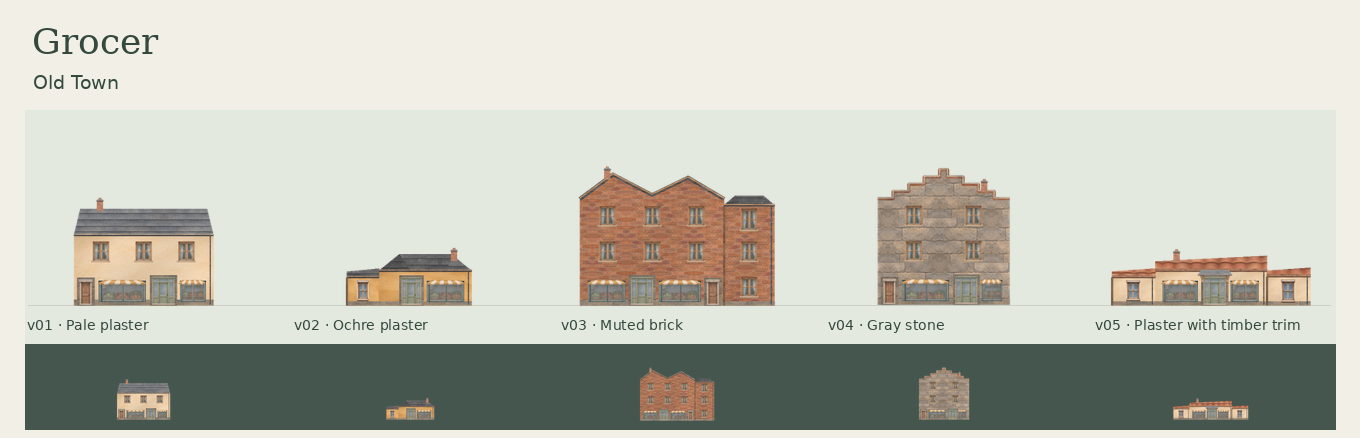 Grocer
Old Town
v01 · Pale plaster
v02 · Ochre plaster
v03 · Muted brick
v04 · Gray stone
v05 · Plaster with timber trim